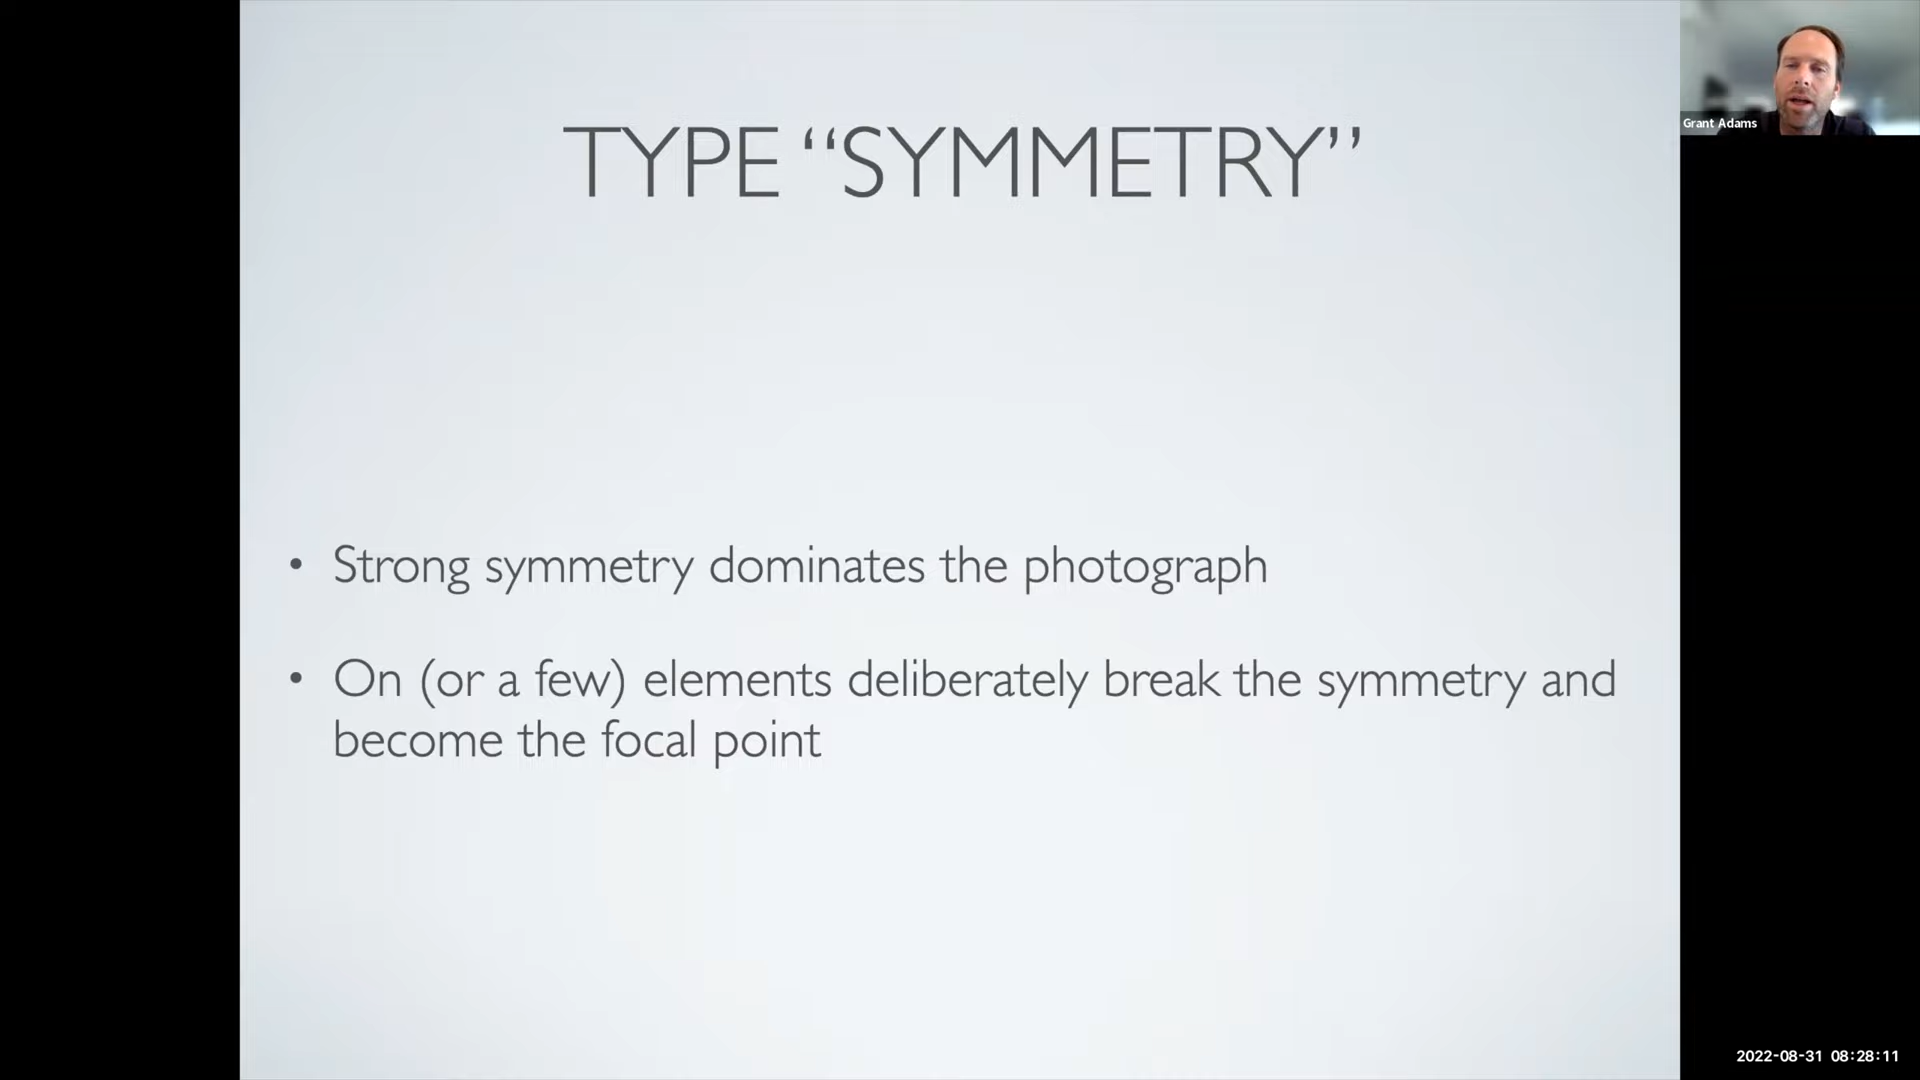 TYPE “SYMMETRY”
Grant Adams
• Strong symmetry dominates the photograph
• On (or a few) elements deliberately break the symmetry and
become the focal point
2022-08-31 08:28:11